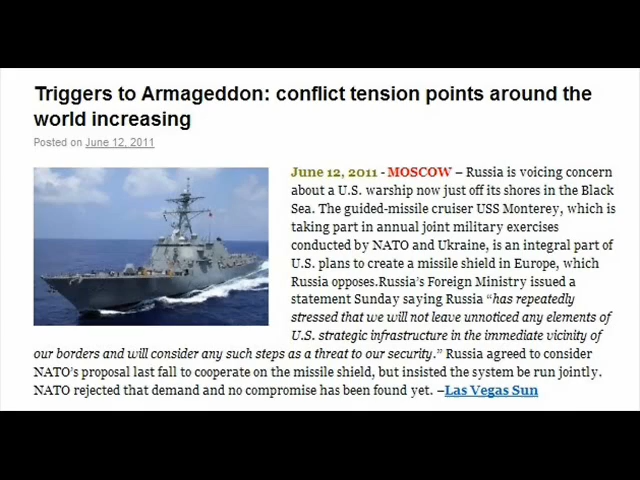 Triggers to Armageddon: conflict tension points around the
world increasing
Posted on June 12, 2011
June 12, 2011 - MOSCOW – Russia is voicing concern
about a U.S. warship now just off its shores in the Black
Sea. The guided-missile cruiser USS Monterey, which is
taking part in annual joint military exercises
conducted by NATO and Ukraine, is an integral part of
U.S. plans to create a missile shield in Europe, which
Russia opposes.Russia's Foreign Ministry issued a
statement Sunday saying Russia “has repeatedly
stressed that we will not leave unnoticed any elements of
U.S. strategic infrastructure in the immediate vicinity of
our borders and will consider any such steps as a threat to our security.” Russia agreed to consider
NATO's proposal last fall to cooperate on the missile shield, but insisted the system be run jointly.
NATO rejected that demand and no compromise has been found yet. –Las Vegas Sun